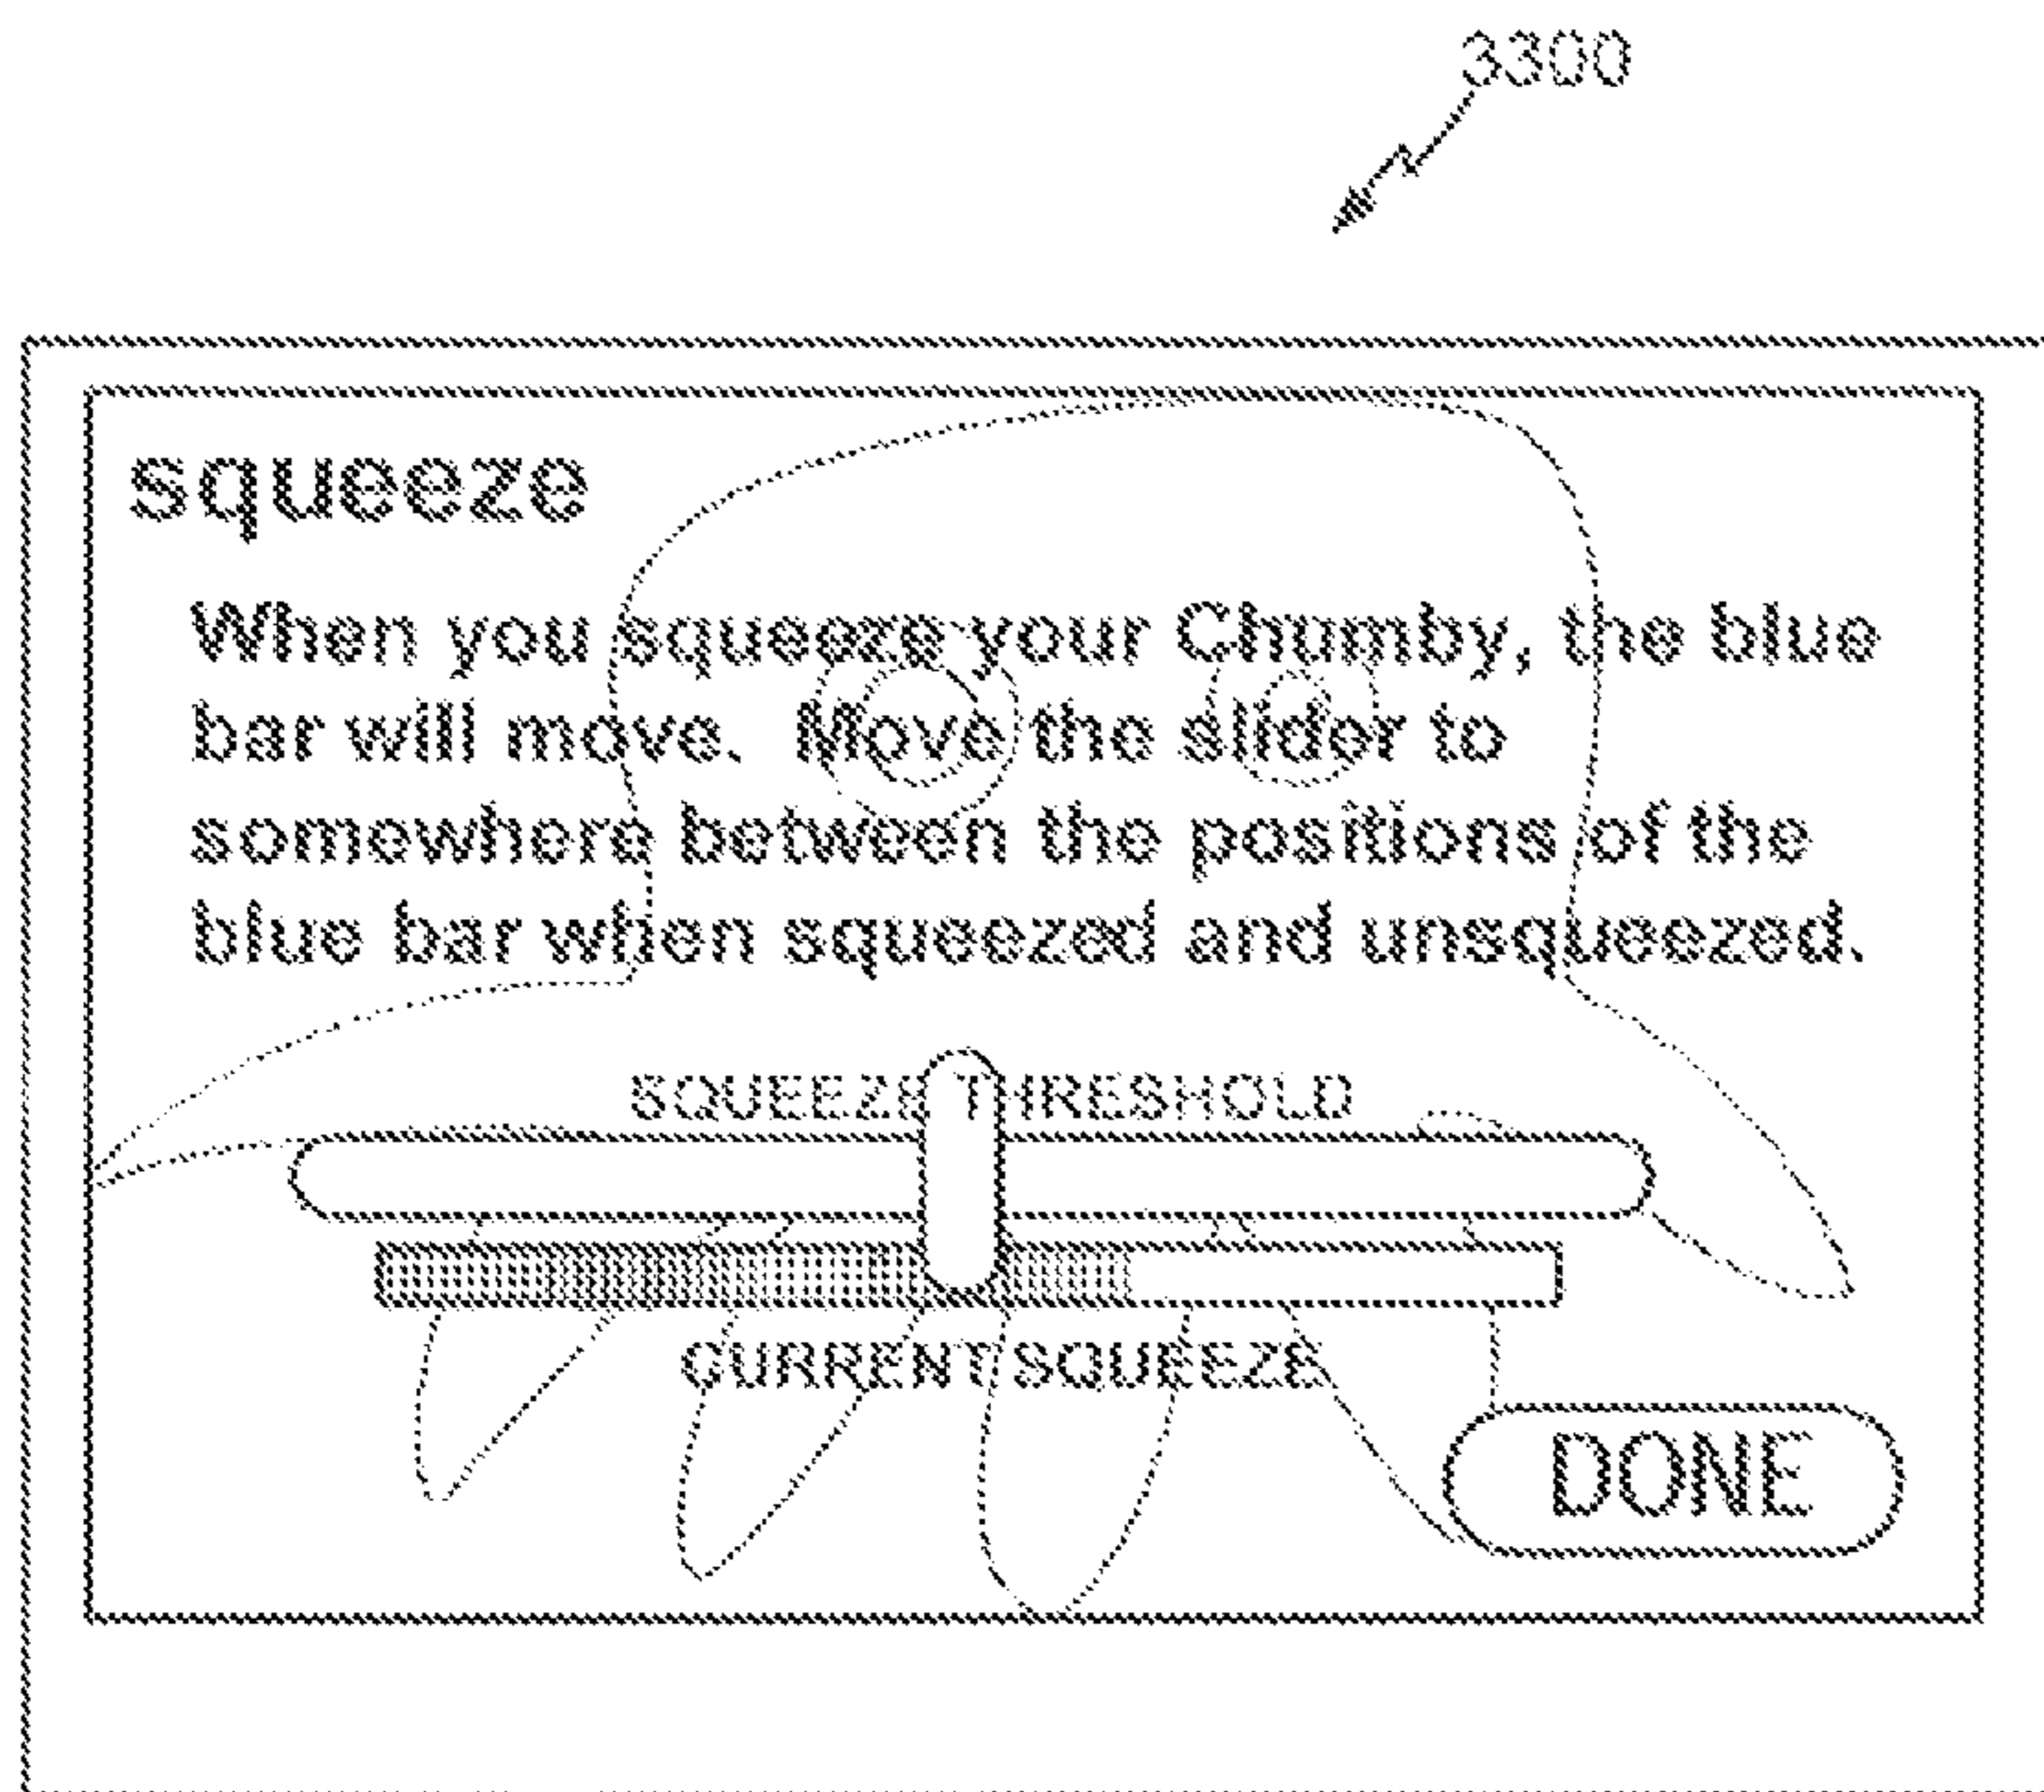 3300
squeeze
When you squeeze your Chumby, the blue
bar will move. Move the slider to
somewhere between the positions of the
blue bar when squeezed and unsqueezed.
SQUEEZE THRESHOLD
CURRENT SQUEEZE
DONE